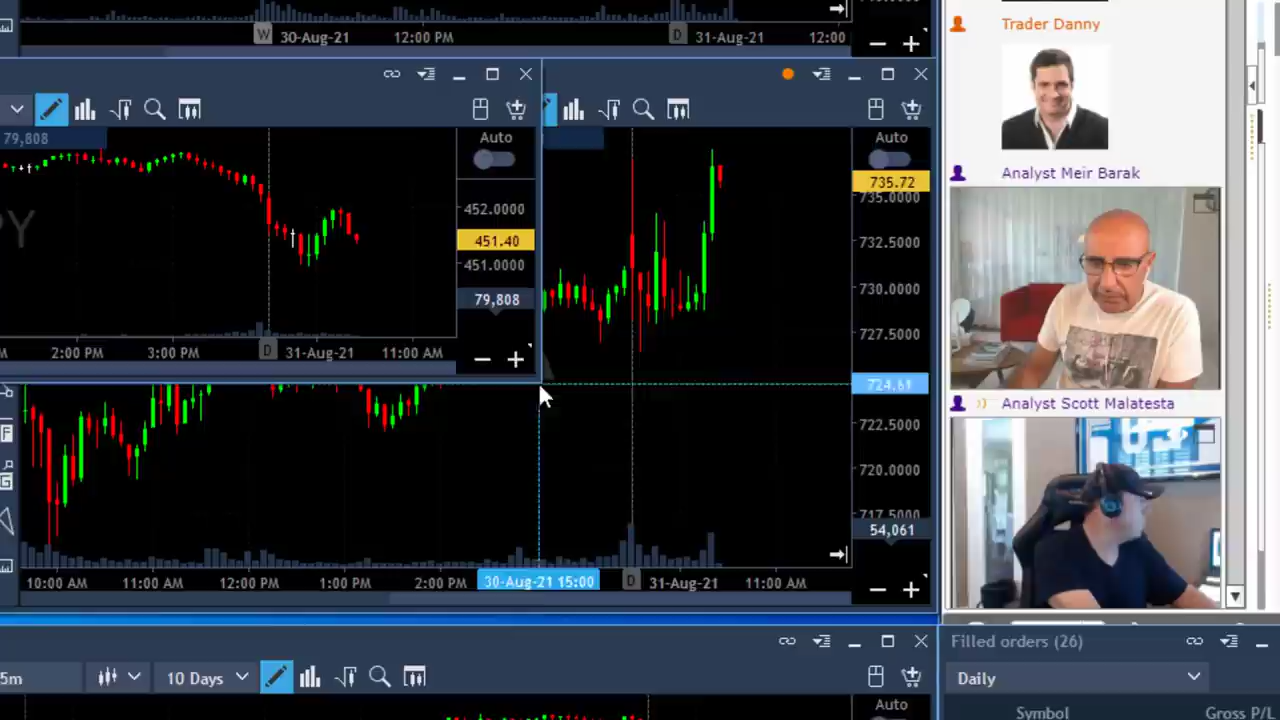 W 30-Aug-21 12:00 PM D 31-Aug-21 12:00
Trader Danny
79,808
Auto
Auto
Analyst Meir Barak
735.72
735.0000
PY
452.0000
451.40
451.0000
79,808
732.5000
730.0000
727.5000
2:00 PM 3:00 PM D 31-Aug-21 11:00 AM
724.61
Analyst Scott Malatesta
722.5000
F
720.0000
G
717.5000
54,061
10:00 AM 11:00 AM 12:00 PM 1:00 PM 2:00 PM 30-Aug-21 15:00 D 31-Aug-21 11:00 AM
Filled orders (26)
5m 10 Days
Daily
Auto
Symbol Gross P/L